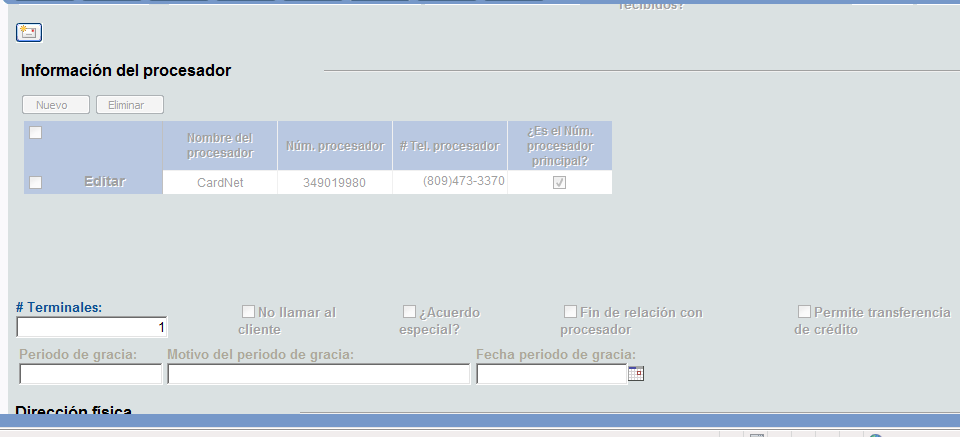 recibidos?
Información del procesador
Nuevo Eliminar
Nombre del procesador Núm. procesador # Tel. procesador ¿Es el Núm. procesador principal?
Editar CardNet 349019980 (809)473-3370
# Terminales:
1
No llamar al cliente
¿Acuerdo especial?
Fin de relación con procesador
Permite transferencia de crédito
Periodo de gracia: Motivo del periodo de gracia: Fecha periodo de gracia:
Dirección física